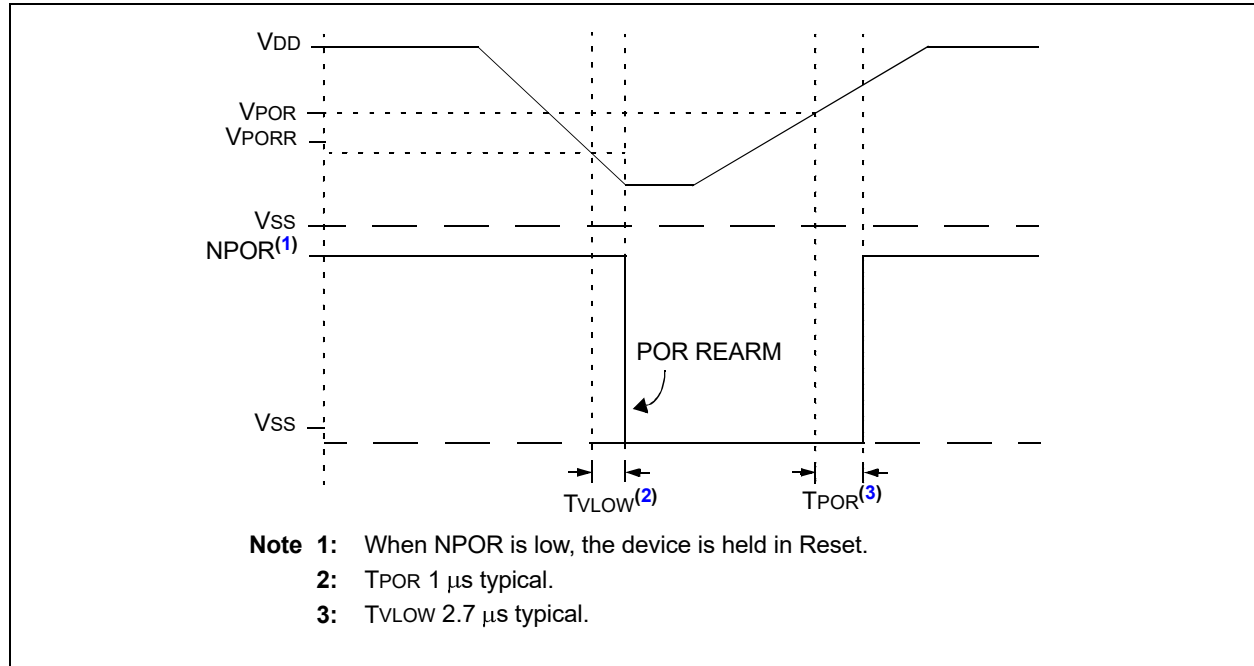 VDD
VPOR
VPORR
VSS
NPOR(1)
POR REARM
VSS
TVLOW(2)
TPOR(3)
Note 1: When NPOR is low, the device is held in Reset.
2: TPOR 1 μs typical.
3: TVLOW 2.7 μs typical.